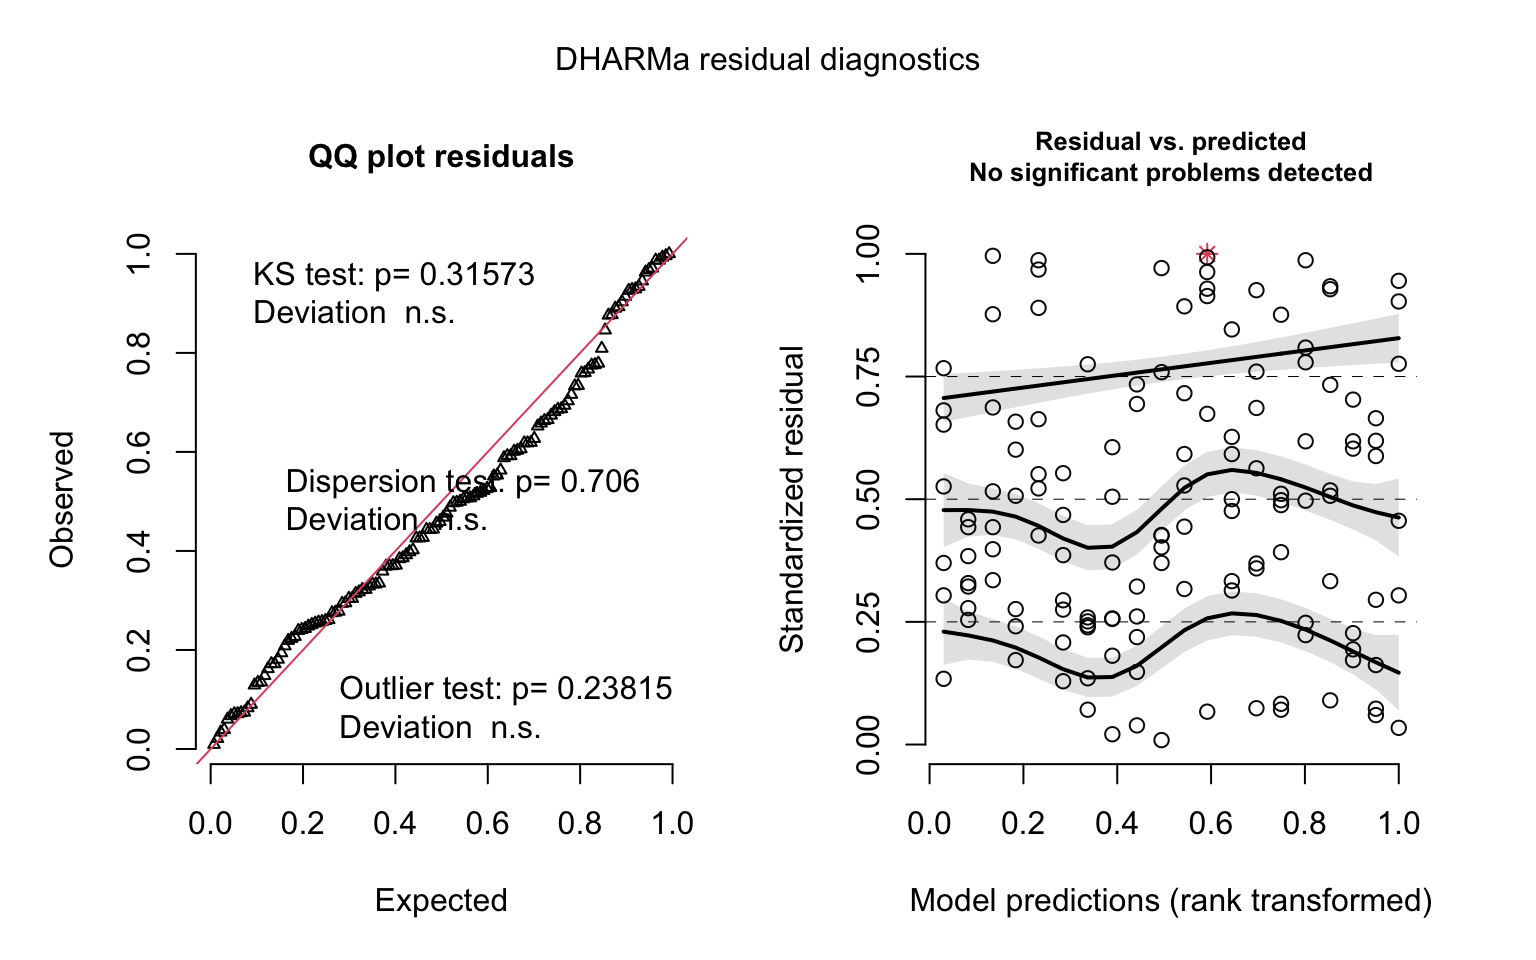 DHARMa residual diagnostics
QQ plot residuals
KS test: p= 0.31573
Deviation n.s.
Dispersion test: p= 0.706
Deviation n.s.
Outlier test: p= 0.23815
Deviation n.s.
Observed
0.0 0.2 0.4 0.6 0.8 1.0
0.0 0.2 0.4 0.6 0.8 1.0
Expected
Residual vs. predicted
No significant problems detected
Standardized residual
0.00 0.25 0.50 0.75 1.00
0.0 0.2 0.4 0.6 0.8 1.0
Model predictions (rank transformed)